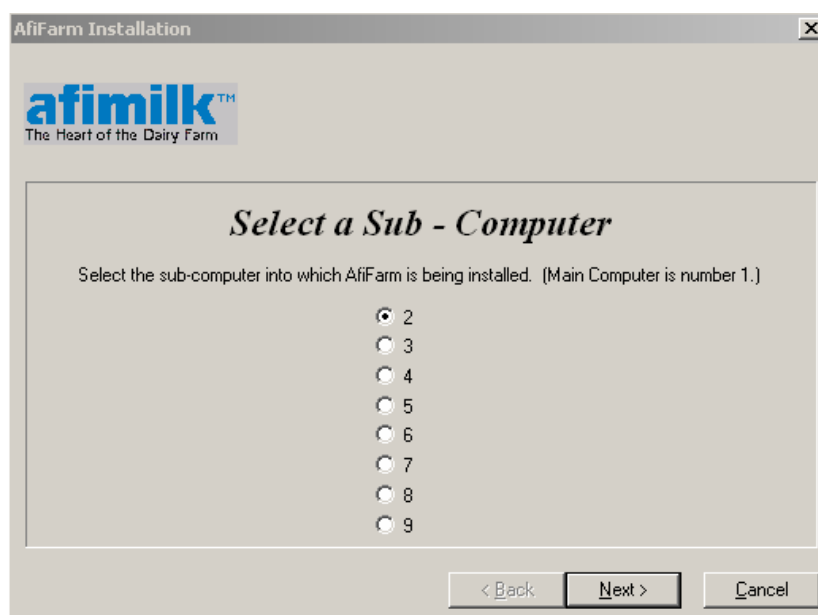 AfiFarm Installation
afimilk™
The Heart of the Dairy Farm
Select a Sub - Computer
Select the sub-computer into which AfiFarm is being installed. (Main Computer is number 1.)
2
3
4
5
6
7
8
9
< Back Next > Cancel